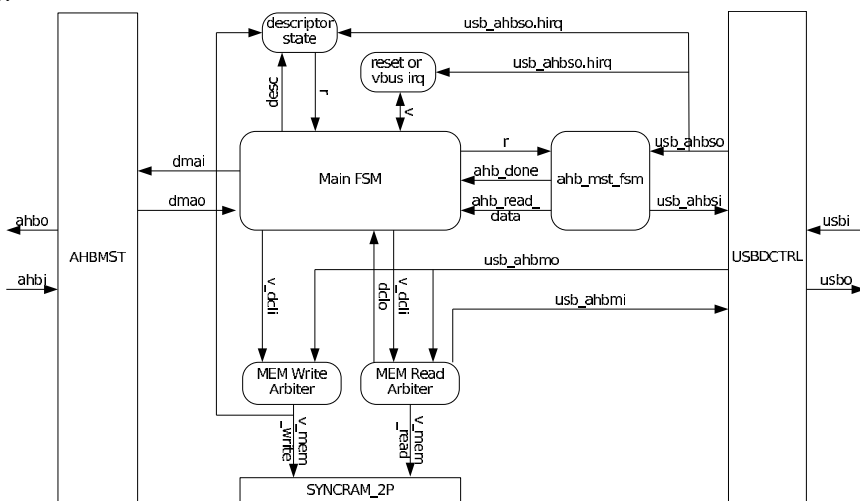 descriptor
state
usb_ahbso.hirq
reset or
vbus irq
usb_ahbso.hirq
desc
r
v
dmai
Main FSM
r
ahb_mst_fsm
usb_ahbso
ahb_done
dmao
ahb_read_
data
usb_ahbsi
ahbo
usbi
AHBMST
USBDCTRL
usb_ahbmo
ahbi
usbo
v_dcli
dclo
v_dcli
usb_ahbmi
MEM Write
Arbiter
MEM Read
Arbiter
v_mem
_write
v_mem
_read
SYNCRAM_2P